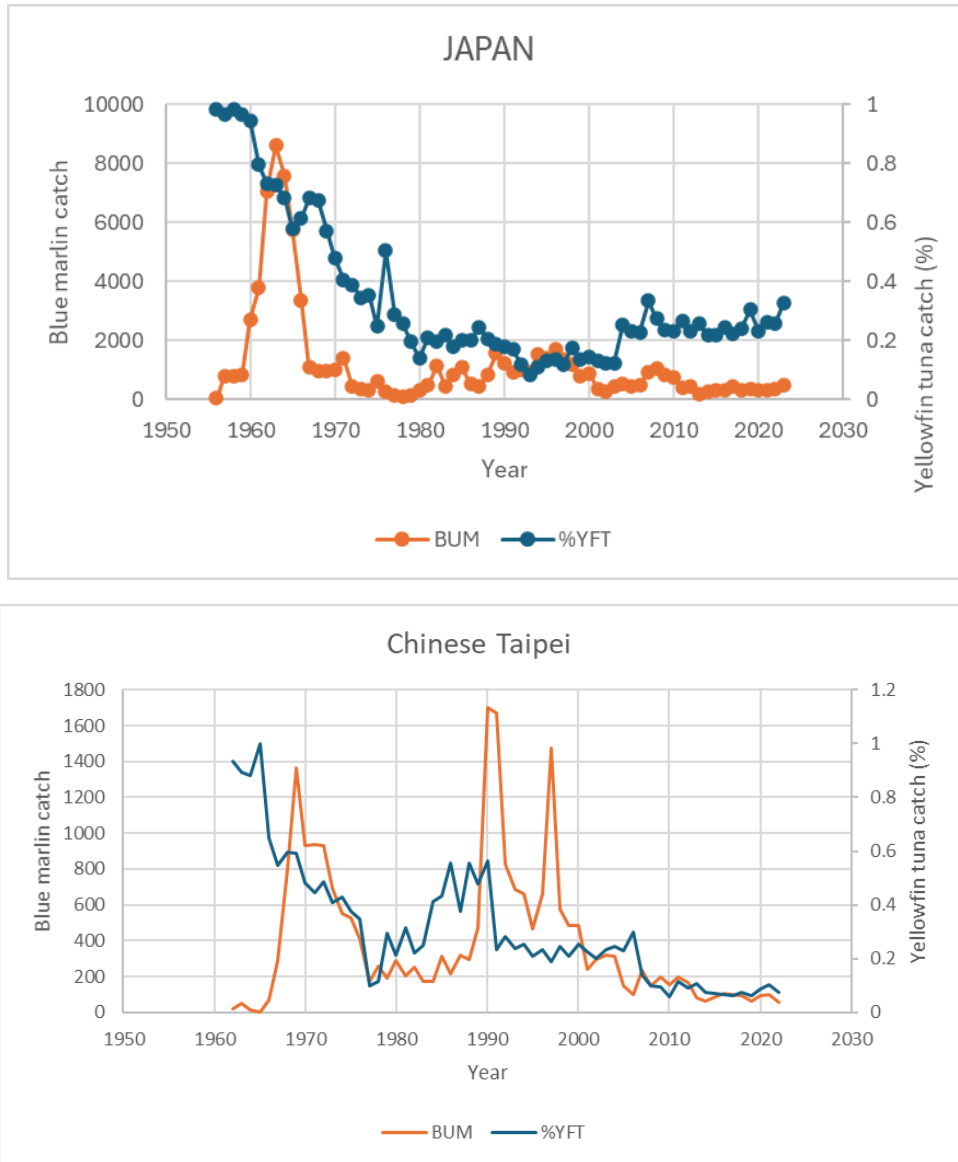 JAPAN
10000
8000
6000
4000
2000
0
1
0.8
0.6
0.4
0.2
0
Blue marlin catch
Yellowfin tuna catch (%)
1950 1960 1970 1980 1990 2000 2010 2020 2030
Year
BUM %YFT
Chinese Taipei
1800
1600
1400
1200
1000
800
600
400
200
0
1.2
1
0.8
0.6
0.4
0.2
0
Blue marlin catch
Yellowfin tuna catch (%)
1950 1960 1970 1980 1990 2000 2010 2020 2030
Year
BUM %YFT